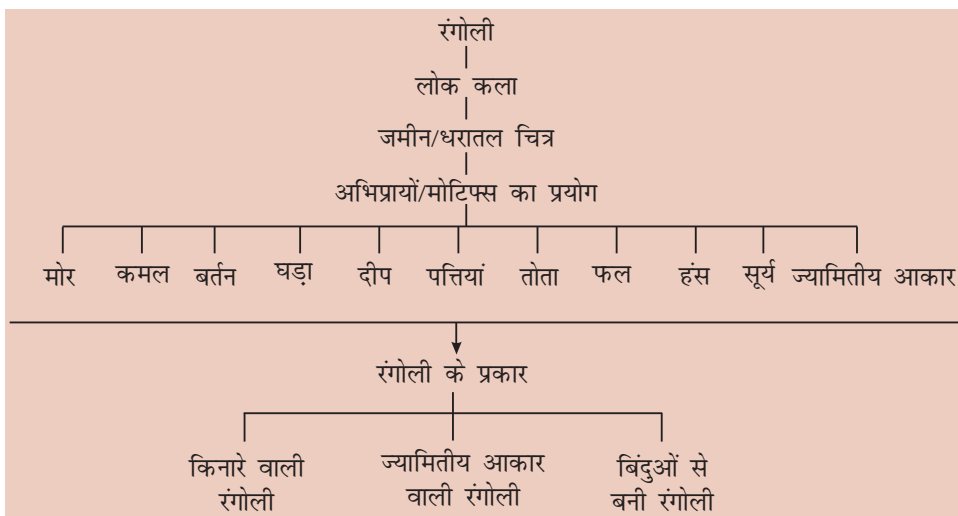 रंगोली
लोक कला
जमीन/धरातल चित्र
अभिप्रायों/मोटिफ्स का प्रयोग
मोर कमल बर्तन घड़ा दीप पत्तियां तोता फल हंस सूर्य ज्यामितीय आकार
रंगोली के प्रकार
किनारे वाली
रंगोली
ज्यामितीय आकार
वाली रंगोली
बिंदुओं से
बनी रंगोली